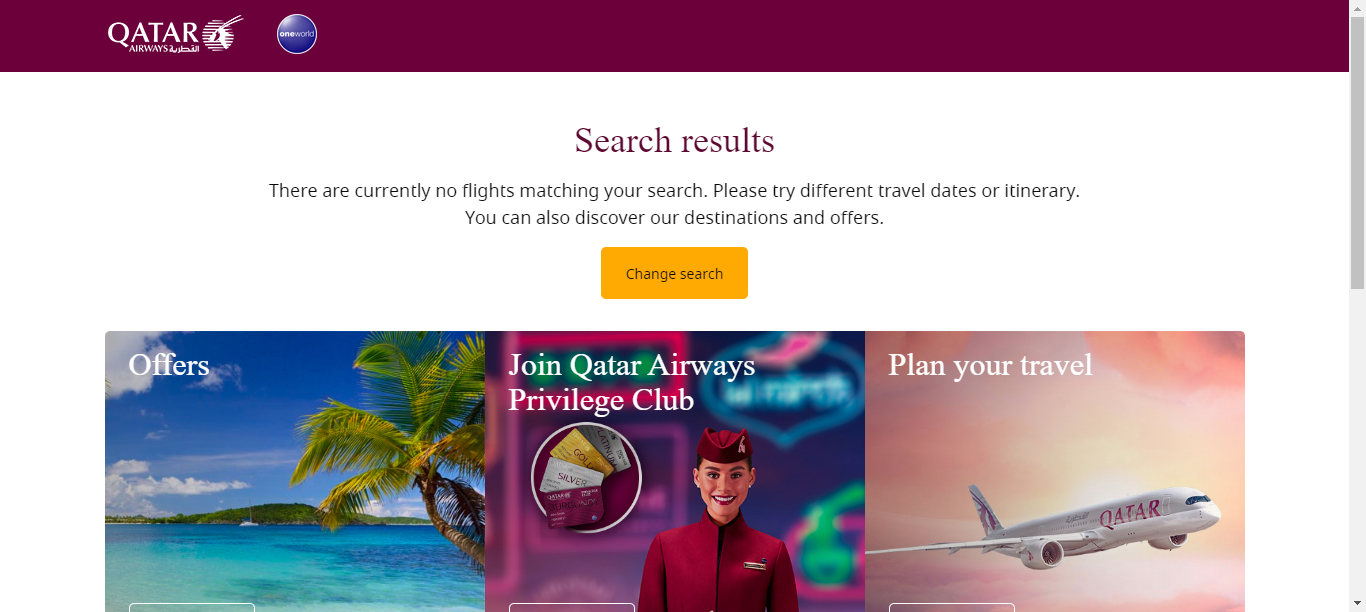 QATAR
AIRWAYS القطرية
oneworld
Search results
There are currently no flights matching your search. Please try different travel dates or itinerary.
You can also discover our destinations and offers.
Change search
Offers
Join Qatar Airways
Privilege Club
PLATINUM
GOLD
SILVER
Plan your travel
القطرية QATAR